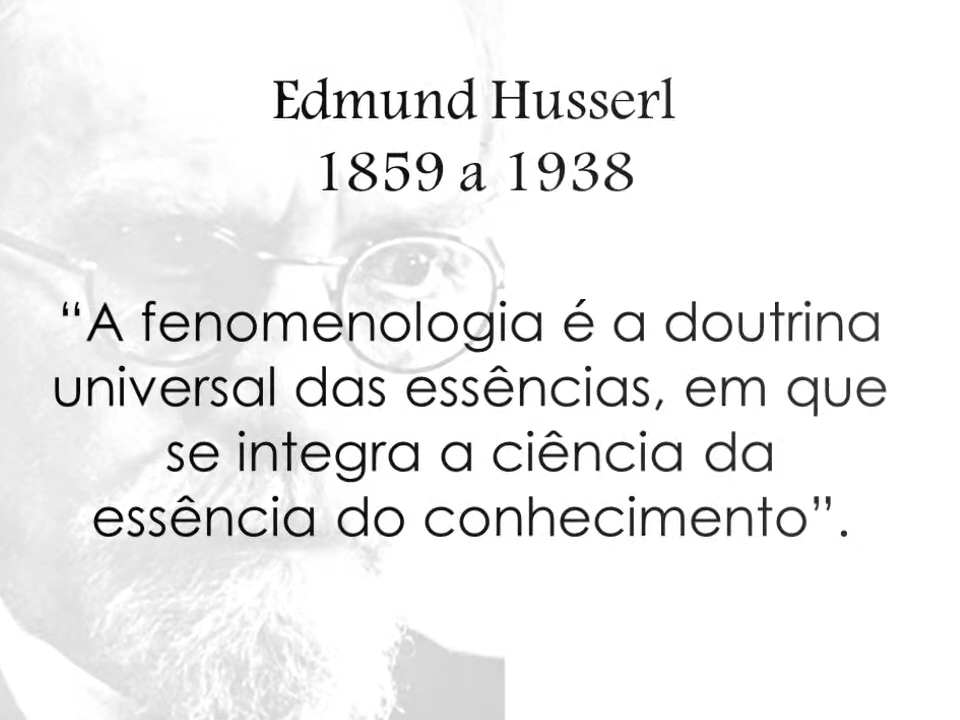 Edmund Husserl
1859 a 1938
“A fenomenologia é a doutrina
universal das essências, em que
se integra a ciência da
essência do conhecimento”.